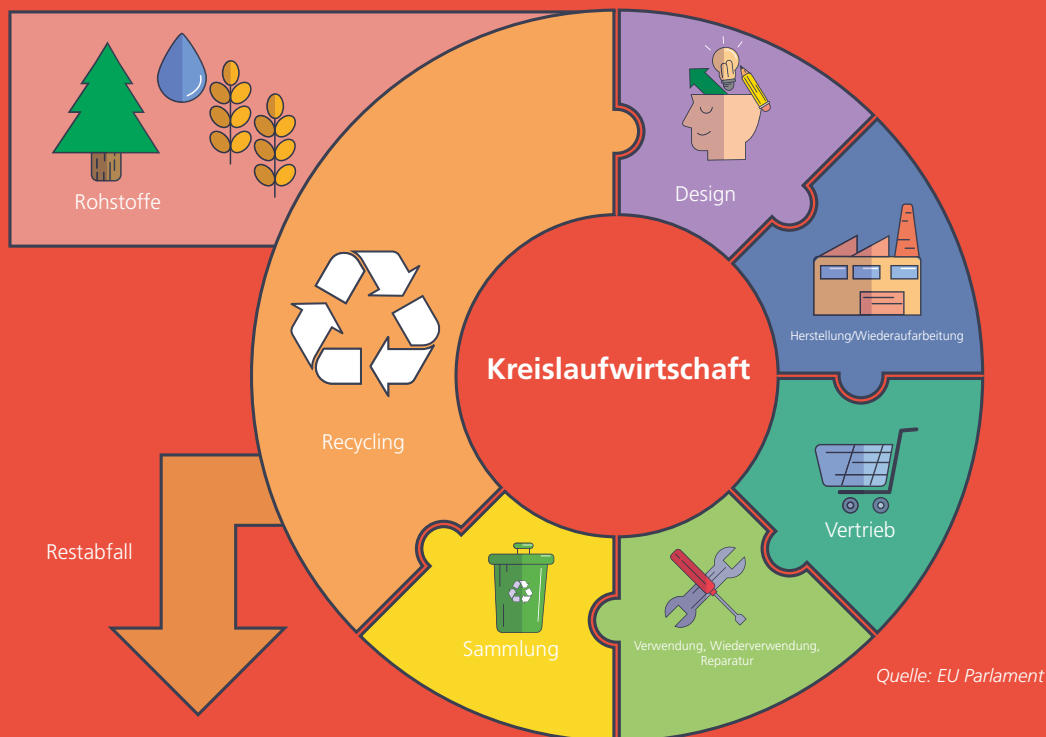 Rohstoffe
Design
Herstellung/Wiederaufarbeitung
Kreislaufwirtschaft
Recycling
Vertrieb
Restabfall
Sammlung
Verwendung, Wiederverwendung,
Reparatur
Quelle: EU Parlament